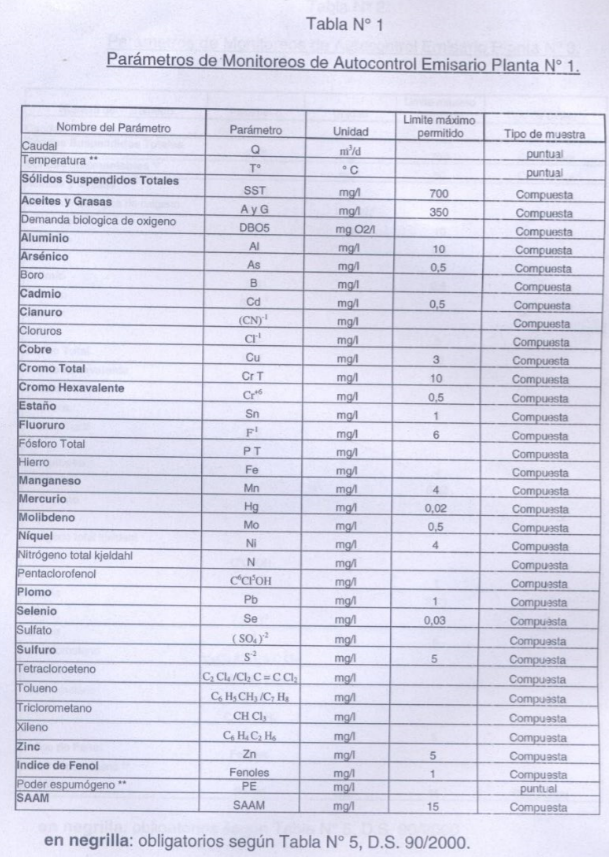 Tabla N° 1
Parámetros de Monitoreos de Autocontrol Emisario Planta N° 1.
Nombre del Parámetro Parámetro Unidad Limite máximo permitido Tipo de muestra
Caudal Q m³/d puntual
Temperatura ** T° ° C puntual
Sólidos Suspendidos Totales SST mg/l 700 Compuesta
Aceites y Grasas A y G mg/l 350 Compuesta
Demanda biologica de oxigeno DBO5 mg O2/l Compuesta
Aluminio Al mg/l 10 Compuesta
Arsénico As mg/l 0,5 Compuesta
Boro B mg/l Compuesta
Cadmio Cd mg/l 0,5 Compuesta
Cianuro (CN)⁻¹ mg/l Compuesta
Cloruros Cl⁻¹ mg/l Compuesta
Cobre Cu mg/l 3 Compuesta
Cromo Total Cr T mg/l 10 Compuesta
Cromo Hexavalente Cr⁺⁶ mg/l 0,5 Compuesta
Estaño Sn mg/l 1 Compuesta
Fluoruro F⁻¹ mg/l 6 Compuesta
Fósforo Total P T mg/l Compuesta
Hierro Fe mg/l Compuesta
Manganeso Mn mg/l 4 Compuesta
Mercurio Hg mg/l 0,02 Compuesta
Molibdeno Mo mg/l 0,5 Compuesta
Níquel Ni mg/l 4 Compuesta
Nitrógeno total kjeldahl N mg/l Compuesta
Pentaclorofenol C⁶Cl⁵OH mg/l Compuesta
Plomo Pb mg/l 1 Compuesta
Selenio Se mg/l 0,03 Compuesta
Sulfato ( SO₄ )⁻² mg/l Compuesta
Sulfuro S⁻² mg/l 5 Compuesta
Tetracloroeteno C₂ Cl₄ /Cl₂ C = C Cl₂ mg/l Compuesta
Tolueno C₆ H₅ CH₃ /C₇ H₈ mg/l Compuesta
Triclorometano CH Cl₃ mg/l Compuesta
Xileno C₆ H₄ C₂ H₆ mg/l Compuesta
Zinc Zn mg/l 5 Compuesta
Indice de Fenol Fenoles mg/l 1 Compuesta
Poder espumógeno ** PE mg/l puntual
SAAM SAAM mg/l 15 Compuesta
en negrilla: obligatorios según Tabla N° 5, D.S. 90/2000.